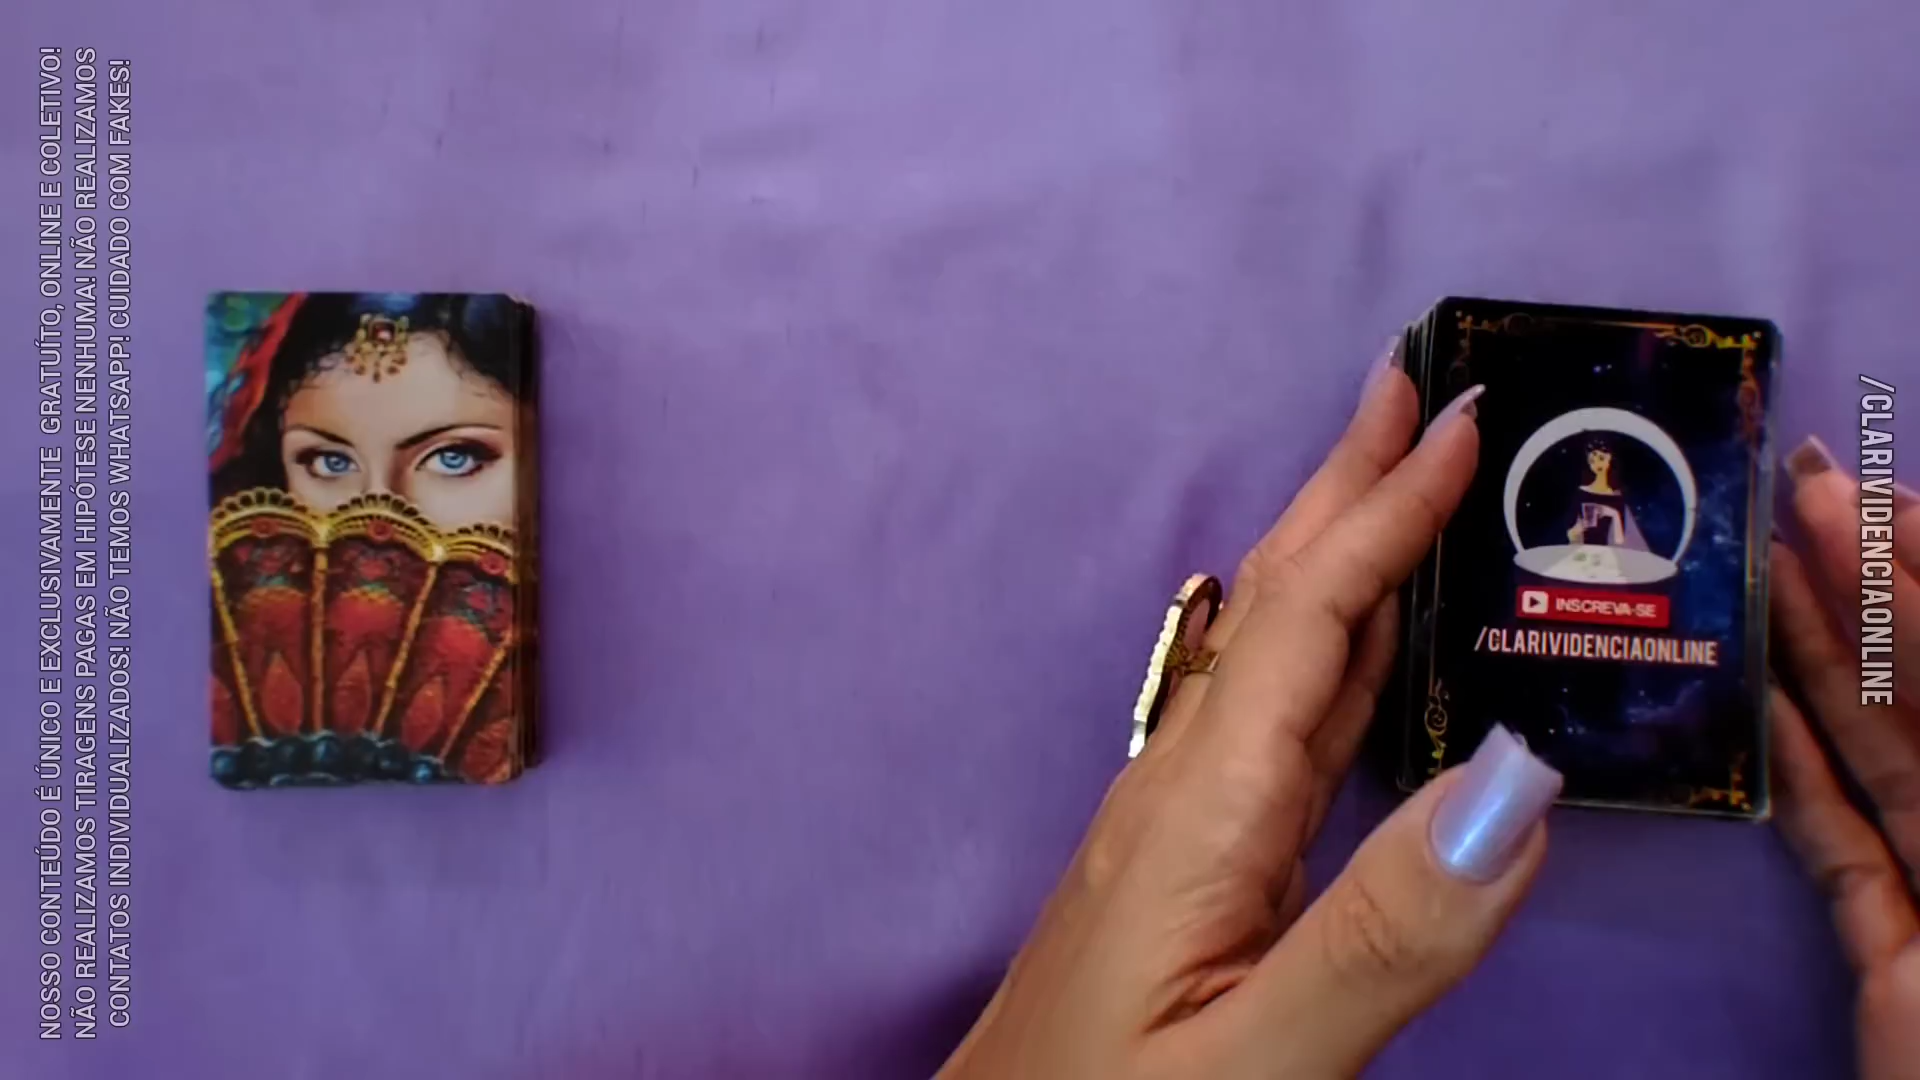 NOSSO CONTEÚDO É ÚNICO E EXCLUSIVAMENTE GRATUÍTO, ONLINE E COLETIVO!
NÃO REALIZAMOS TIRAGENS PAGAS EM HIPÓTESE NENHUMA! NÃO REALIZAMOS
CONTATOS INDIVIDUALIZADOS! NÃO TEMOS WHATSAPP! CUIDADO COM FAKES!
INSCREVA-SE
/CLARIVIDENCIAONLINE
/CLARIVIDENCIAONLINE